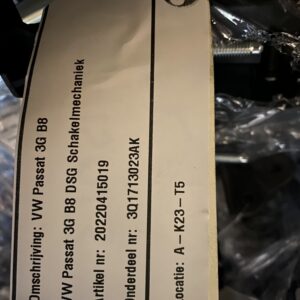 Omschrijving: VW Passat 3G B8
VW Passat 3G B8 DSG Schakelmechaniek
Artikel nr: 20220415019
Onderdeel nr: 3Q1713023AK
Locatie: A-K23-T5